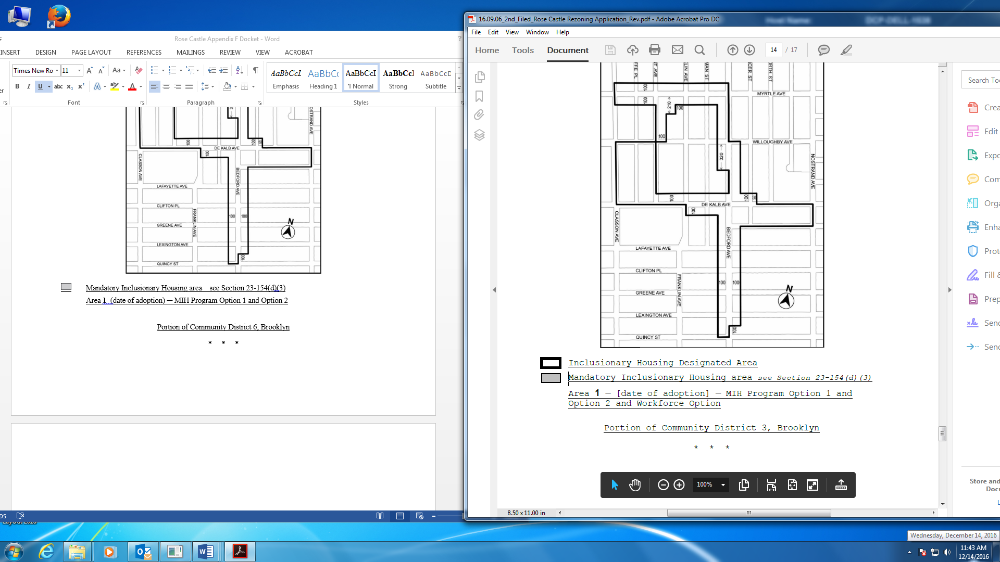 Rose Castle Appendix F Docket - Word
?
INSERT DESIGN PAGE LAYOUT REFERENCES MAILINGS REVIEW VIEW ACROBAT
Times New Ro 11 Aa
AaBbCcI AaBbC AaBbCcI AaBbCcI AaBbCcD
B I U abc x₂ x² A ab A
Emphasis Heading 1 ¶ Normal Strong Subtitle
Font Paragraph Styles
NOSTRAND AVE
100
100
50
DE KALB AVE
100
CLASSON AVE
BEDFORD AVE
LAFAYETTE AVE
CLIFTON PL
FRANKLIN AVE
100 100
N
GREENE AVE
LEXINGTON AVE
100
QUINCY ST
Mandatory Inclusionary Housing area see Section 23-154(d)(3)
Area 1 (date of adoption) — MIH Program Option 1 and Option 2
Portion of Community District 6, Brooklyn
* * *
16.09.06_2nd_Filed_Rose Castle Rezoning Application_Rev.pdf - Adobe Acrobat Pro DC
File Edit View Window Help
Home Tools Document 14 / 17
MYRTLE AVE
100
100
210
100
100
WILLOUGHBY AVE
320
NOSTRAND AVE
100
100
50
DE KALB AVE
100
CLASSON AVE
BEDFORD AVE
LAFAYETTE AVE
CLIFTON PL
FRANKLIN AVE
100 100
N
GREENE AVE
LEXINGTON AVE
100
QUINCY ST
Inclusionary Housing Designated Area
Mandatory Inclusionary Housing area see Section 23-154(d)(3)
Area 1 — [date of adoption] — MIH Program Option 1 and
Option 2 and Workforce Option
Portion of Community District 3, Brooklyn
* * *
100%
8.50 x 11.00 in
Search Too
Crea
Edit
Expo
Com
Orga
Enha
Prote
Fill &
Prep
Send
Send
Store and
Docu
L
Wednesday, December 14, 2016
11:43 AM
12/14/2016